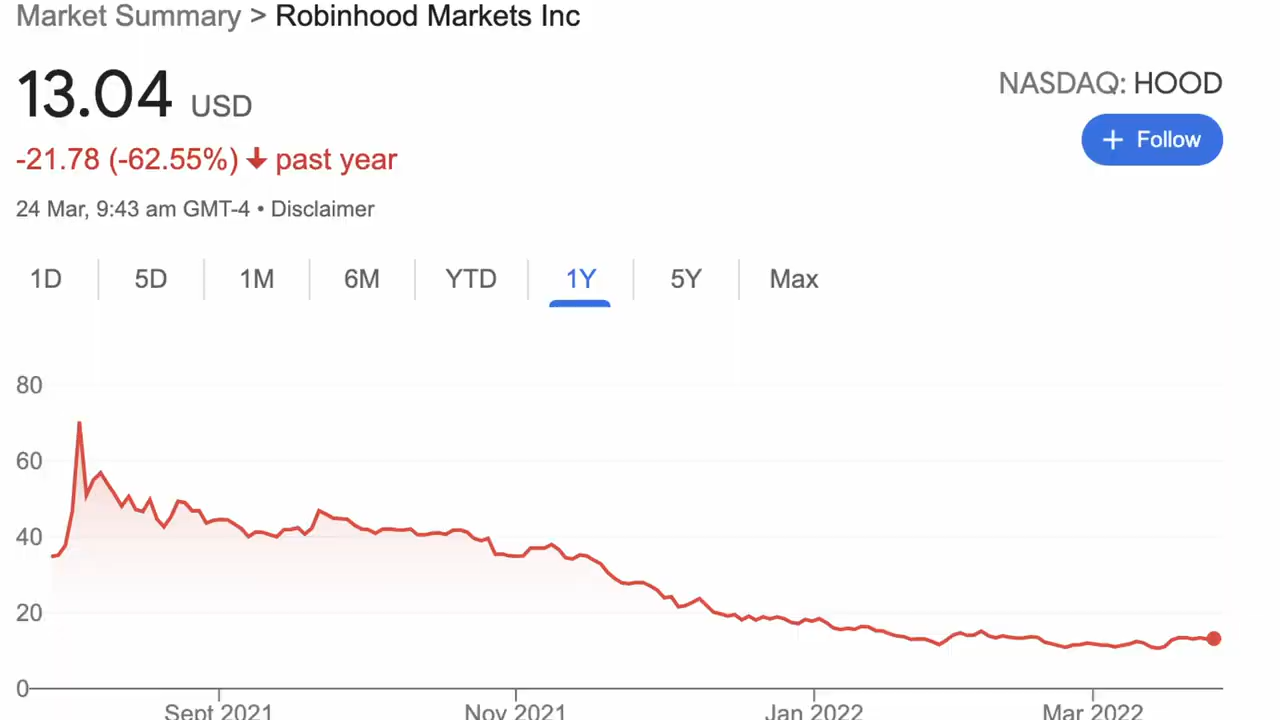 Market Summary > Robinhood Markets Inc
13.04 USD
NASDAQ: HOOD
+ Follow
-21.78 (-62.55%) ↓ past year
24 Mar, 9:43 am GMT-4 • Disclaimer
1D 5D 1M 6M YTD 1Y 5Y Max
80
60
40
20
0
Sept 2021 Nov 2021 Jan 2022 Mar 2022